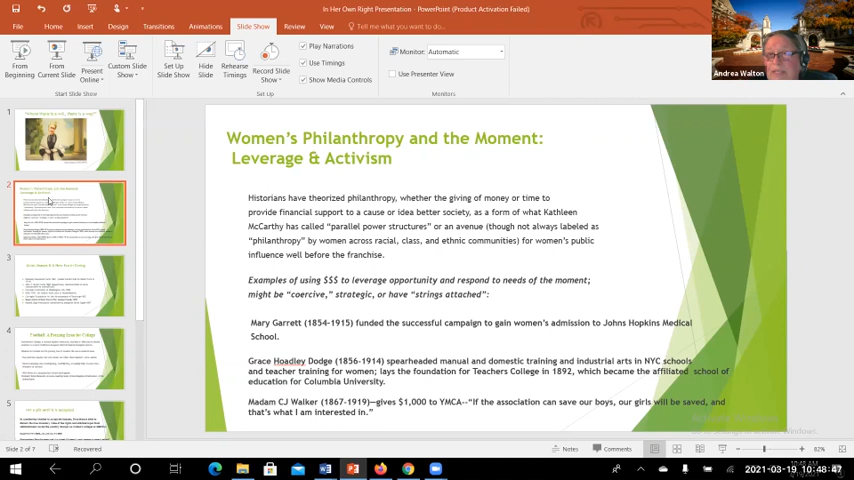 In Her Own Right Presentation - PowerPoint (Product Activation Failed)
File Home Insert Design Transitions Animations Slide Show Review View Tell me what you want to do...
From Beginning
From Current Slide
Present Online
Custom Slide Show
Start Slide Show
Set Up Slide Show
Hide Slide
Rehearse Timings
Record Slide Show
Play Narrations
Use Timings
Show Media Controls
Set Up
Monitor: Automatic
Use Presenter View
Monitors
Andrea Walton
1
2
3
4
5
Women's Philanthropy and the Moment:
Leverage & Activism
Historians have theorized philanthropy, whether the giving of money or time to
provide financial support to a cause or idea better society, as a form of what Kathleen
McCarthy has called "parallel power structures" or an avenue (though not always labeled as
"philanthropy" by women across racial, class, and ethnic communities) for women's public
influence well before the franchise.
Examples of using $$$ to leverage opportunity and respond to needs of the moment;
might be "coercive," strategic, or have "strings attached":
Mary Garrett (1854-1915) funded the successful campaign to gain women's admission to Johns Hopkins Medical
School.
Grace Hoadley Dodge (1856-1914) spearheaded manual and domestic training and industrial arts in NYC schools
and teacher training for women; lays the foundation for Teachers College in 1892, which became the affiliated school of
education for Columbia University.
Madam CJ Walker (1867-1919)—gives $1,000 to YMCA--"If the association can save our boys, our girls will be saved, and
that's what I am interested in."
Slide 2 of 7 Recovered
Notes Comments 82%
2021-03-19 10:48:47